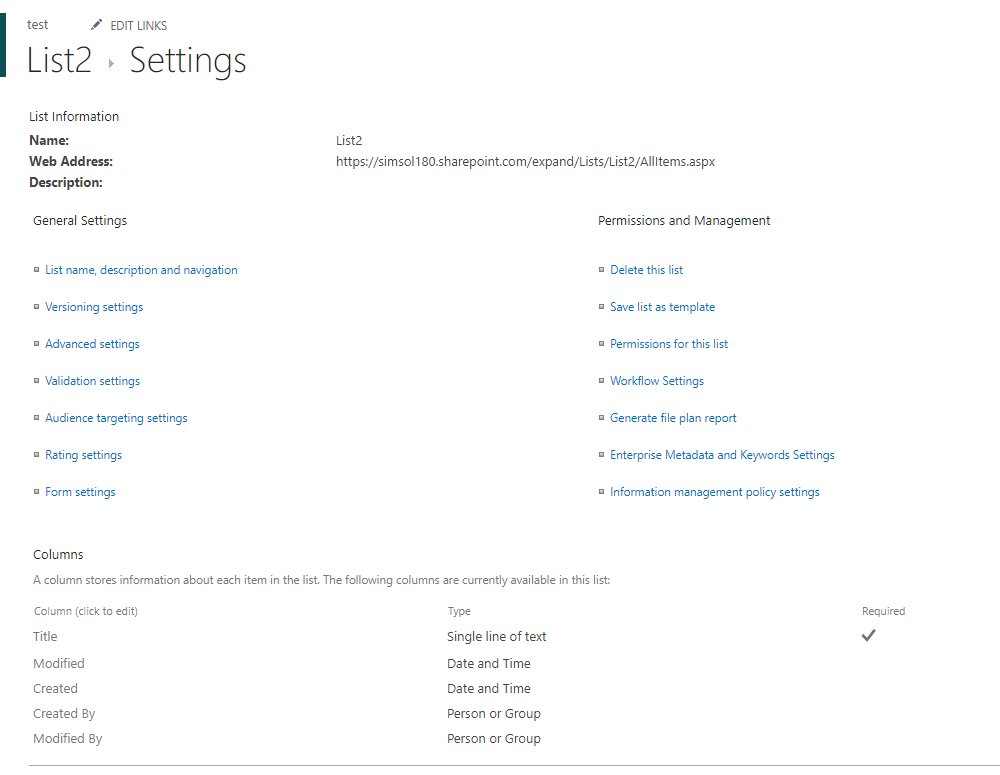 test EDIT LINKS
List2 Settings
List Information
Name: List2
Web Address: https://simsol180.sharepoint.com/expand/Lists/List2/AllItems.aspx
Description:
General Settings Permissions and Management
List name, description and navigation Delete this list
Versioning settings Save list as template
Advanced settings Permissions for this list
Validation settings Workflow Settings
Audience targeting settings Generate file plan report
Rating settings Enterprise Metadata and Keywords Settings
Form settings Information management policy settings
Columns
A column stores information about each item in the list. The following columns are currently available in this list:
Column (click to edit) Type Required
Title Single line of text
Modified Date and Time
Created Date and Time
Created By Person or Group
Modified By Person or Group